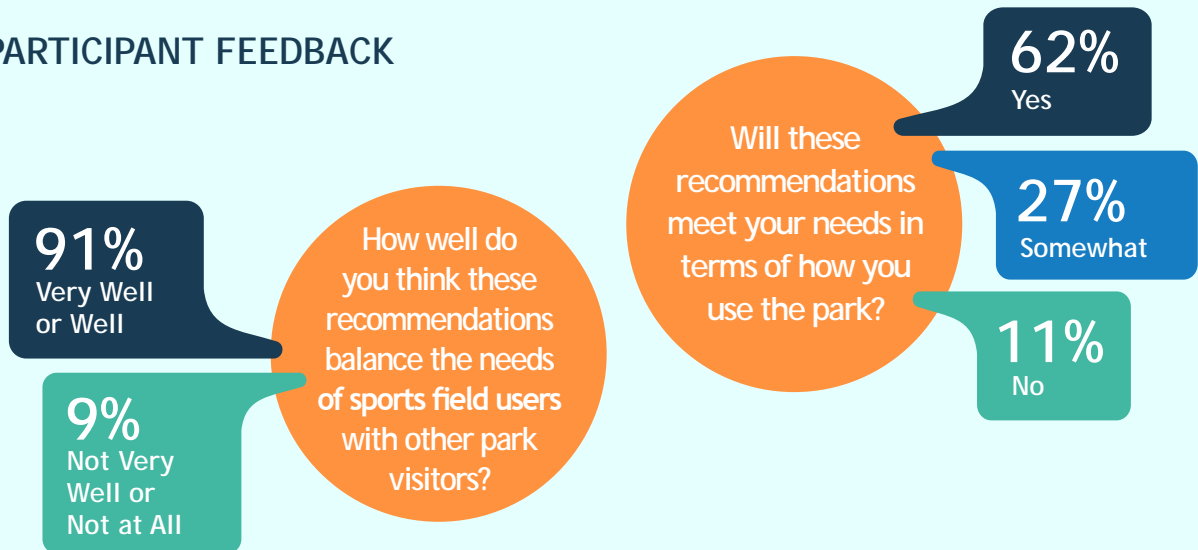 PARTICIPANT FEEDBACK
91%
Very Well
or Well
9%
Not Very
Well or
Not at All
How well do
you think these
recommendations
balance the needs
of sports field users
with other park
visitors?
Will these
recommendations
meet your needs in
terms of how you
use the park?
62%
Yes
27%
Somewhat
11%
No